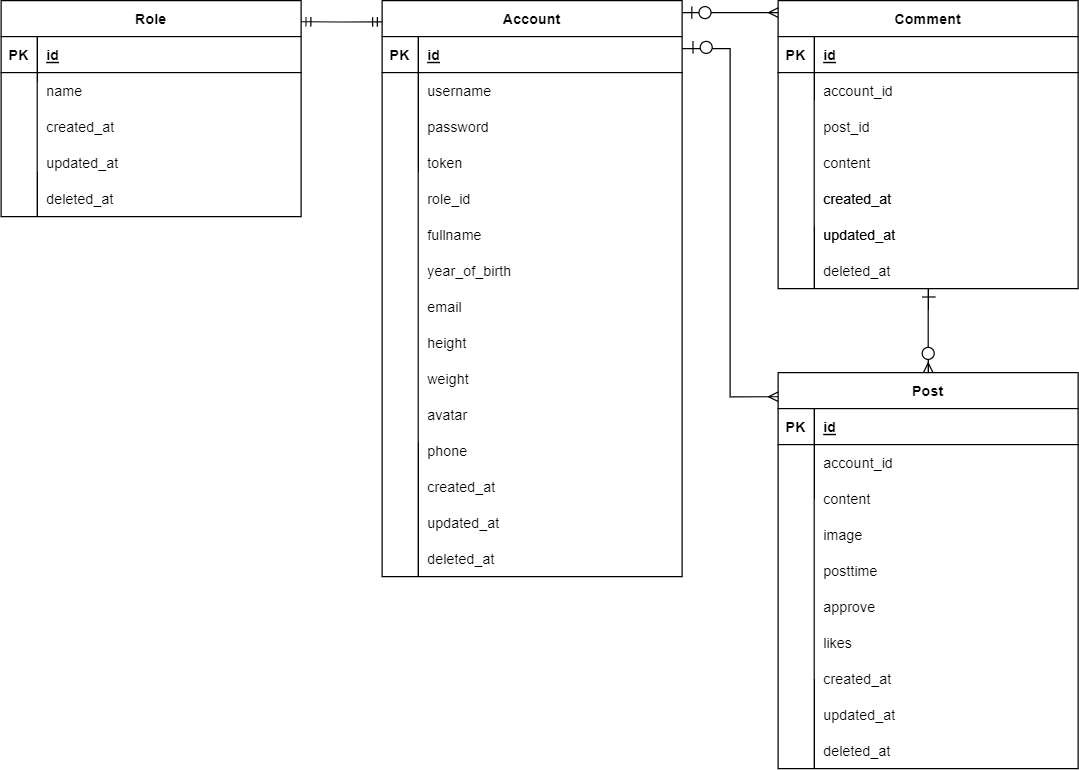 Role
PK id
name
created_at
updated_at
deleted_at
Account
PK id
username
password
token
role_id
fullname
year_of_birth
email
height
weight
avatar
phone
created_at
updated_at
deleted_at
Comment
PK id
account_id
post_id
content
created_at
updated_at
deleted_at
Post
PK id
account_id
content
image
posttime
approve
likes
created_at
updated_at
deleted_at